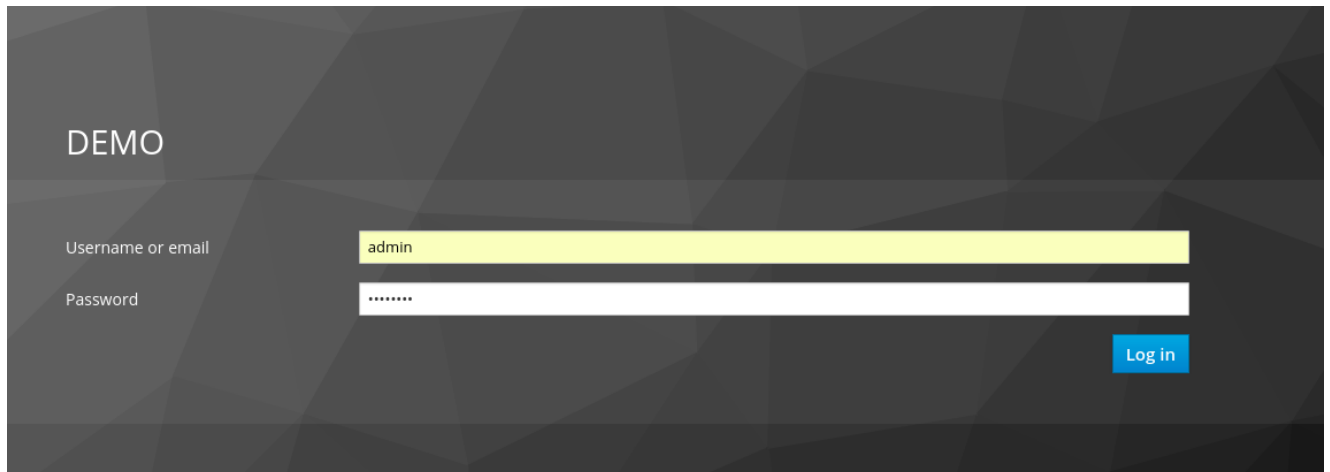 DEMO
Username or email
admin
Password
••••••••
Log in